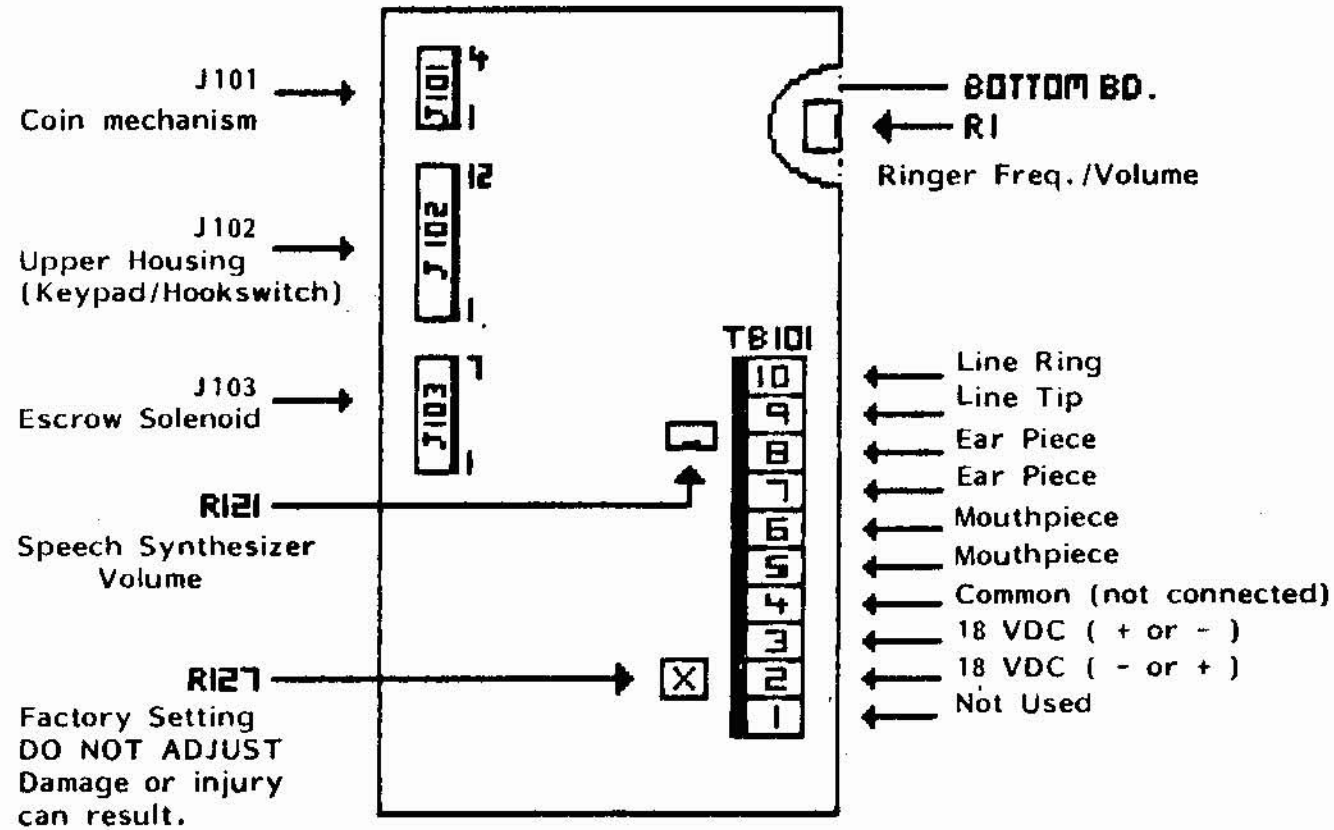 J101
Coin mechanism
J102
Upper Housing
(Keypad/Hookswitch)
J103
Escrow Solenoid
R121
Speech Synthesizer
Volume
R127
Factory Setting
DO NOT ADJUST
Damage or injury
can result.
4
J101
1
12
J102
1
7
J103
1
X
TB101
10
9
8
7
6
5
4
3
2
1
BOTTOM BD.
R1
Ringer Freq./Volume
Line Ring
Line Tip
Ear Piece
Ear Piece
Mouthpiece
Mouthpiece
Common (not connected)
18 VDC ( + or - )
18 VDC ( - or + )
Not Used